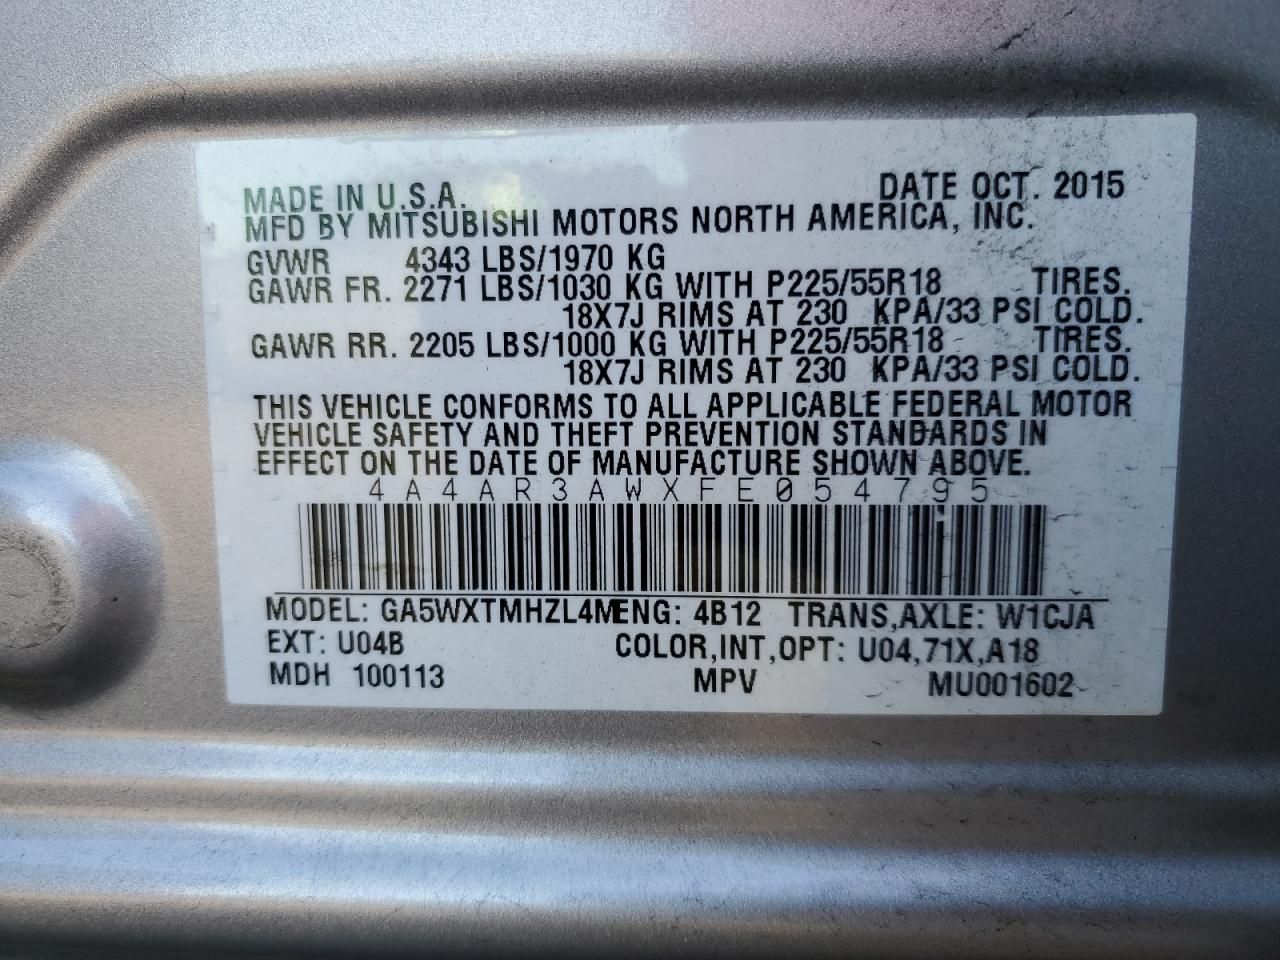 MADE IN U.S.A. DATE OCT. 2015
MFD BY MITSUBISHI MOTORS NORTH AMERICA, INC.
GVWR 4343 LBS/1970 KG
GAWR FR. 2271 LBS/1030 KG WITH P225/55R18 TIRES.
18X7J RIMS AT 230 KPA/33 PSI COLD.
GAWR RR. 2205 LBS/1000 KG WITH P225/55R18 TIRES.
18X7J RIMS AT 230 KPA/33 PSI COLD.
THIS VEHICLE CONFORMS TO ALL APPLICABLE FEDERAL MOTOR
VEHICLE SAFETY AND THEFT PREVENTION STANDARDS IN
EFFECT ON THE DATE OF MANUFACTURE SHOWN ABOVE.
4A4AR3AWXFE054795
MODEL: GA5WXTMHZL4MENG: 4B12 TRANS,AXLE: W1CJA
EXT: U04B COLOR,INT,OPT: U04,71X,A18
MDH 100113 MPV MU001602